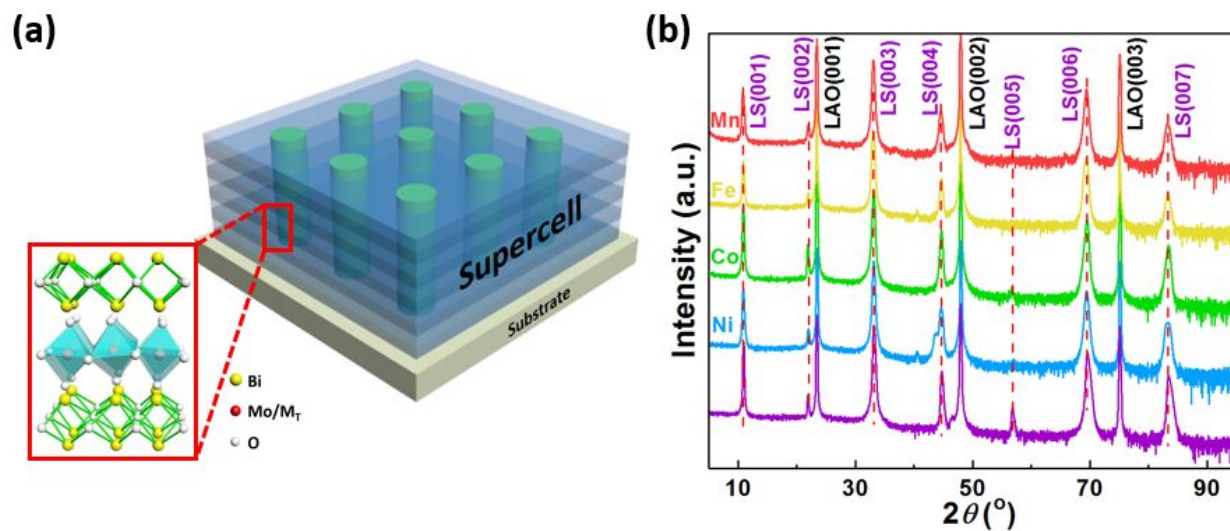 (a)
Supercell
Substrate
Bi
Mo/M_T
O
(b)
LS(001)
LS(002)
LAO(001)
LS(003)
LS(004)
LAO(002)
LS(005)
LS(006)
LAO(003)
LS(007)
Mn
Fe
Co
Ni
Intensity (a.u.)
10 30 50 70 90
2θ (°)